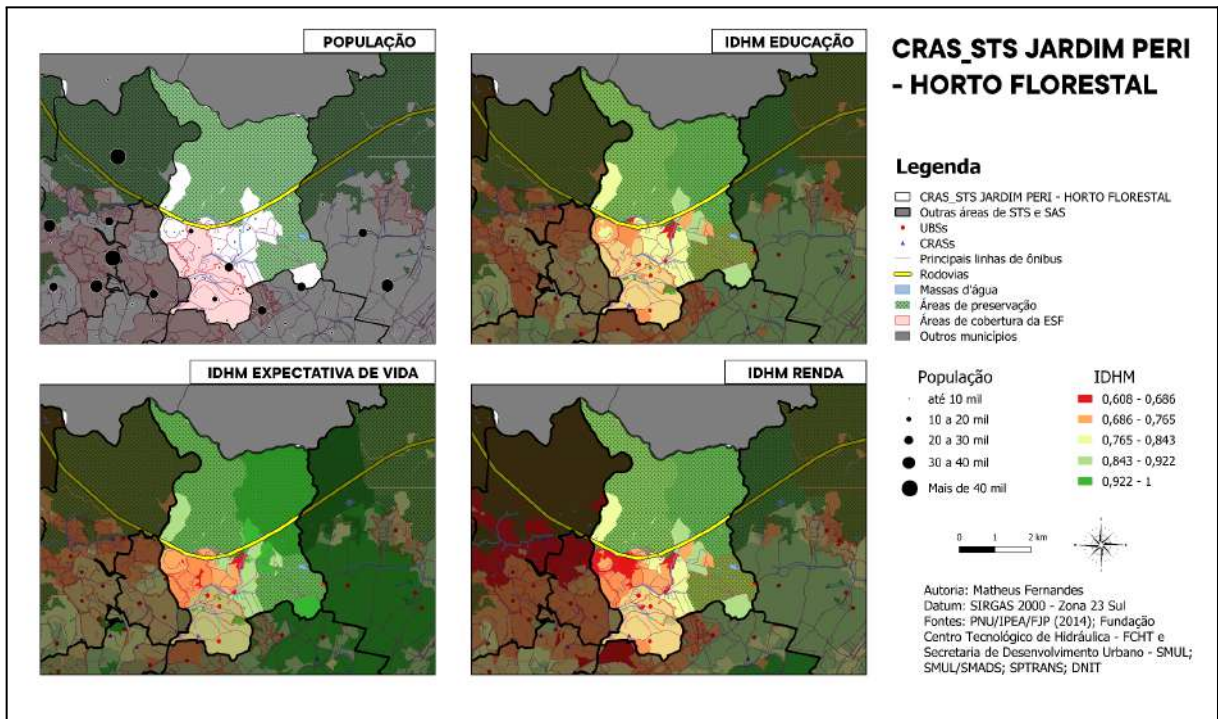 POPULAÇÃO
IDHM EDUCAÇÃO
IDHM EXPECTATIVA DE VIDA
IDHM RENDA
CRAS_STS JARDIM PERI
- HORTO FLORESTAL
Legenda
CRAS_STS JARDIM PERI - HORTO FLORESTAL
Outras áreas de STS e SAS
UBSs
CRASs
Principais linhas de ônibus
Rodovias
Massas d'água
Áreas de preservação
Áreas de cobertura da ESF
Outros municípios
População
até 10 mil
10 a 20 mil
20 a 30 mil
30 a 40 mil
Mais de 40 mil
IDHM
0,608 - 0,686
0,686 - 0,765
0,765 - 0,843
0,843 - 0,922
0,922 - 1
0 1 2 km
Autoria: Matheus Fernandes
Datum: SIRGAS 2000 - Zona 23 Sul
Fontes: PNU/IPEA/FJP (2014); Fundação
Centro Tecnológico de Hidráulica - FCHT e
Secretaria de Desenvolvimento Urbano - SMUL;
SMUL/SMADS; SPTRANS; DNIT